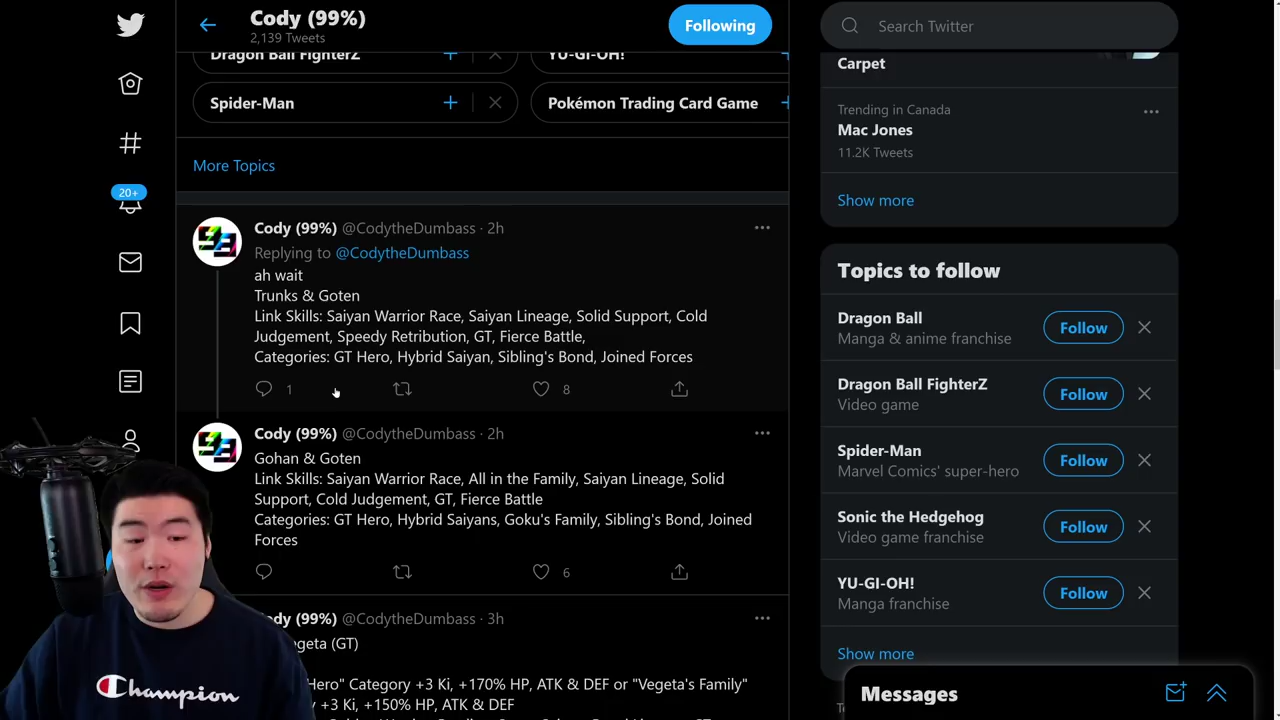 Cody (99%)
2,139 Tweets
Following
Search Twitter
Dragon Ball FighterZ
YU-GI-OH!
Spider-Man
Pokémon Trading Card Game
More Topics
20+
Cody (99%) @CodytheDumbass · 2h
Replying to @CodytheDumbass
ah wait
Trunks & Goten
Link Skills: Saiyan Warrior Race, Saiyan Lineage, Solid Support, Cold
Judgement, Speedy Retribution, GT, Fierce Battle,
Categories: GT Hero, Hybrid Saiyan, Sibling's Bond, Joined Forces
1
8
Cody (99%) @CodytheDumbass · 2h
Gohan & Goten
Link Skills: Saiyan Warrior Race, All in the Family, Saiyan Lineage, Solid
Support, Cold Judgement, GT, Fierce Battle
Categories: GT Hero, Hybrid Saiyans, Goku's Family, Sibling's Bond, Joined
Forces
6
Cody (99%) @CodytheDumbass · 3h
(GT)
Category +3 Ki, +170% HP, ATK & DEF or "Vegeta's Family"
+3 Ki, +150% HP, ATK & DEF
Carpet
Trending in Canada
Mac Jones
11.2K Tweets
Show more
Topics to follow
Dragon Ball
Manga & anime franchise
Follow
Dragon Ball FighterZ
Video game
Follow
Spider-Man
Marvel Comics' super-hero
Follow
Sonic the Hedgehog
Video game franchise
Follow
YU-GI-OH!
Manga franchise
Follow
Show more
Messages
Champion